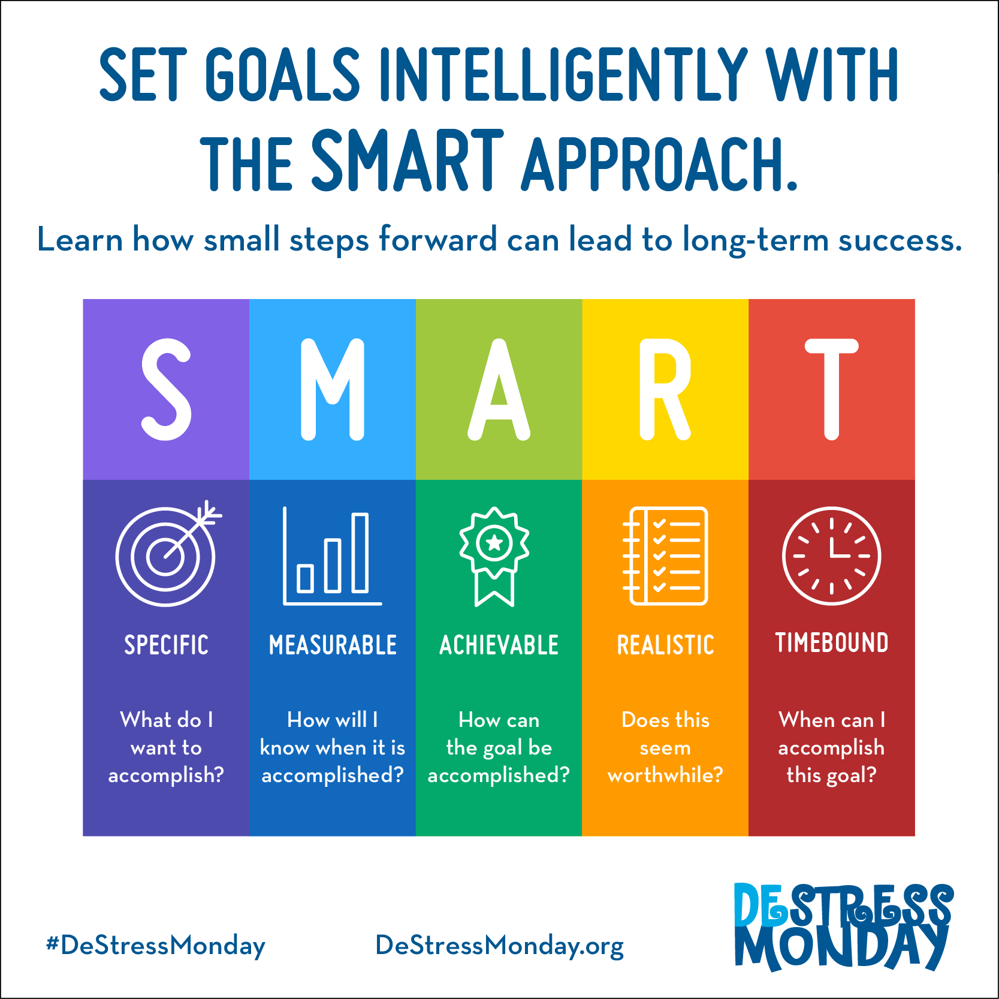 SET GOALS INTELLIGENTLY WITH
THE SMART APPROACH.
Learn how small steps forward can lead to long-term success.
S M A R T
SPECIFIC
What do I
want to
accomplish?
MEASURABLE
How will I
know when it is
accomplished?
ACHIEVABLE
How can
the goal be
accomplished?
REALISTIC
Does this
seem
worthwhile?
TIMEBOUND
When can I
accomplish
this goal?
#DeStressMonday
DeStressMonday.org
DESTRESS
MONDAY